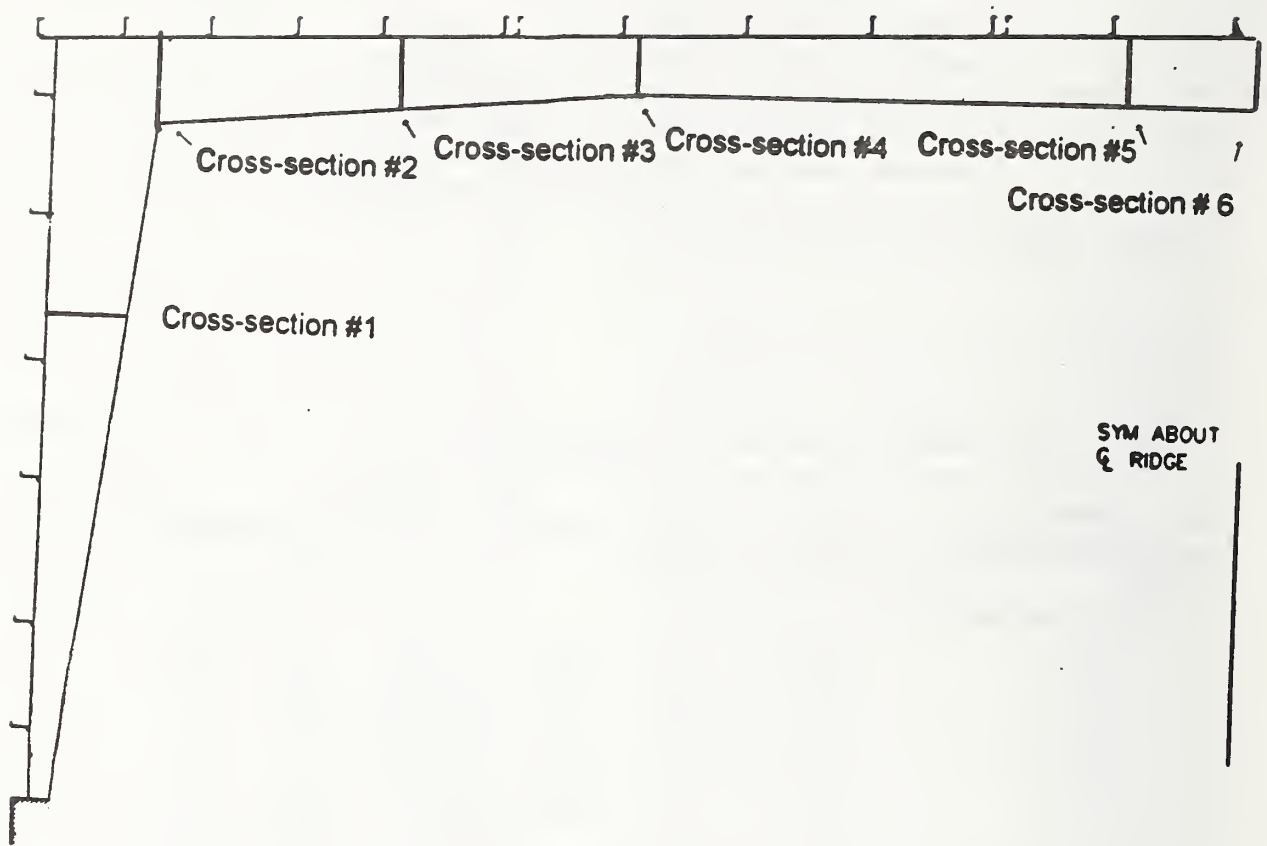 Cross-section #2
Cross-section #3
Cross-section #4
Cross-section #5
Cross-section # 6
Cross-section #1
SYM ABOUT
℄ RIDGE